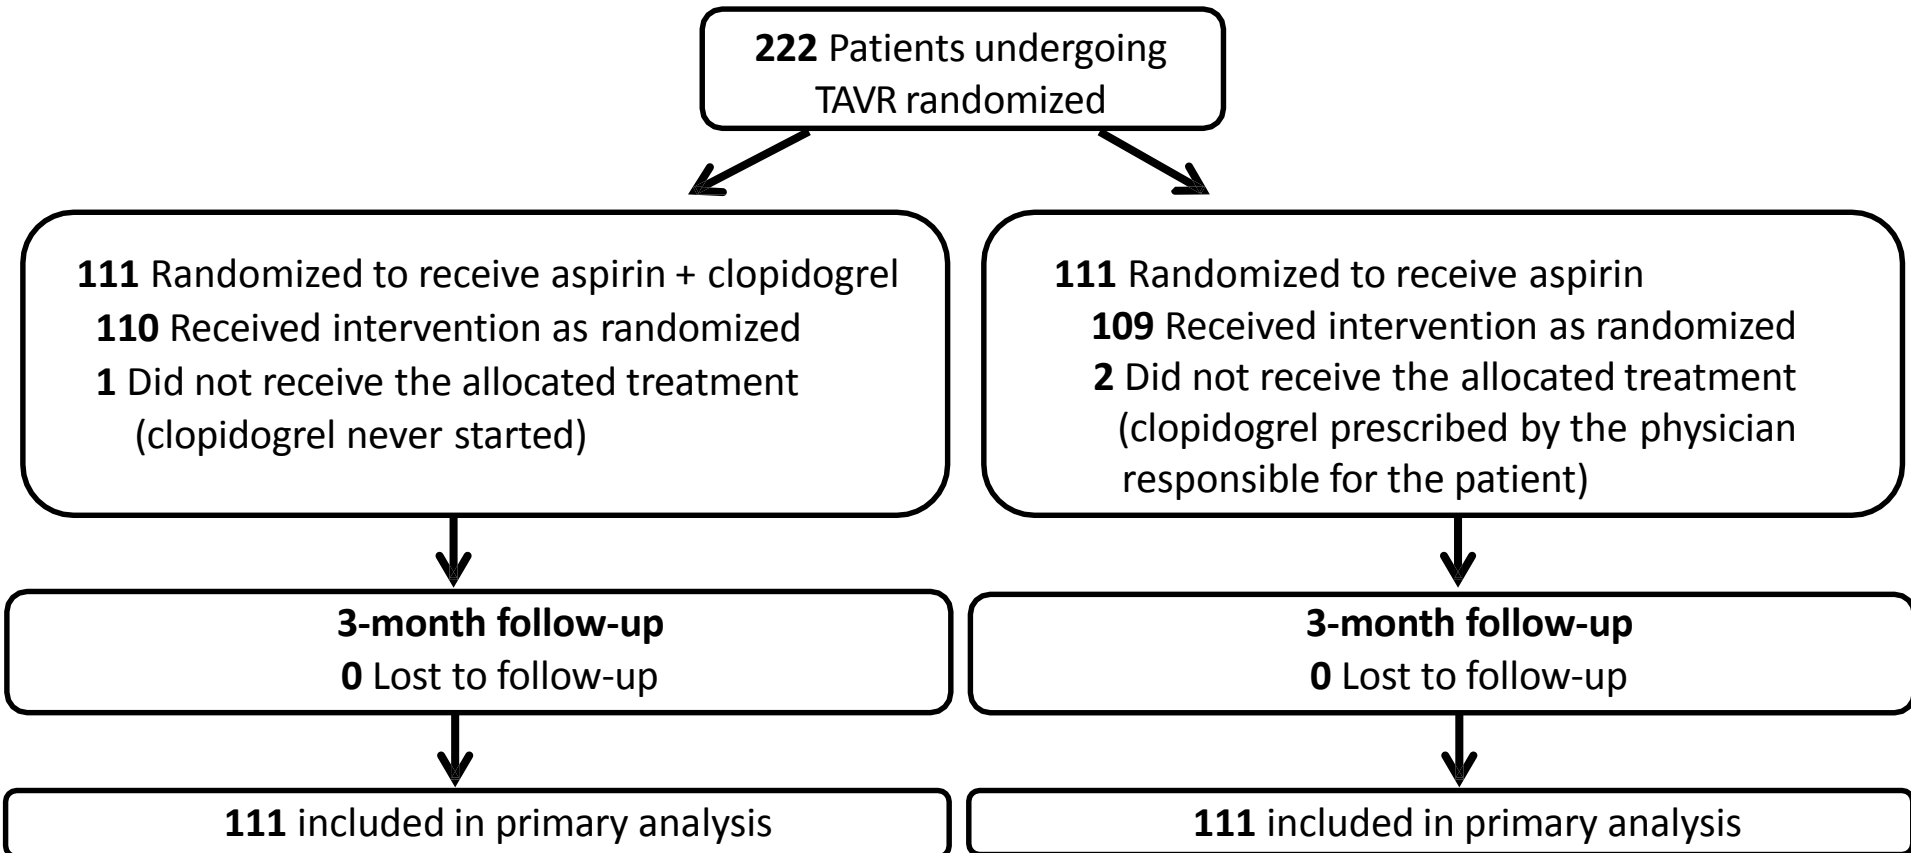 222 Patients undergoing
TAVR randomized
111 Randomized to receive aspirin + clopidogrel
110 Received intervention as randomized
1 Did not receive the allocated treatment
(clopidogrel never started)
111 Randomized to receive aspirin
109 Received intervention as randomized
2 Did not receive the allocated treatment
(clopidogrel prescribed by the physician
responsible for the patient)
3-month follow-up
0 Lost to follow-up
3-month follow-up
0 Lost to follow-up
111 included in primary analysis
111 included in primary analysis